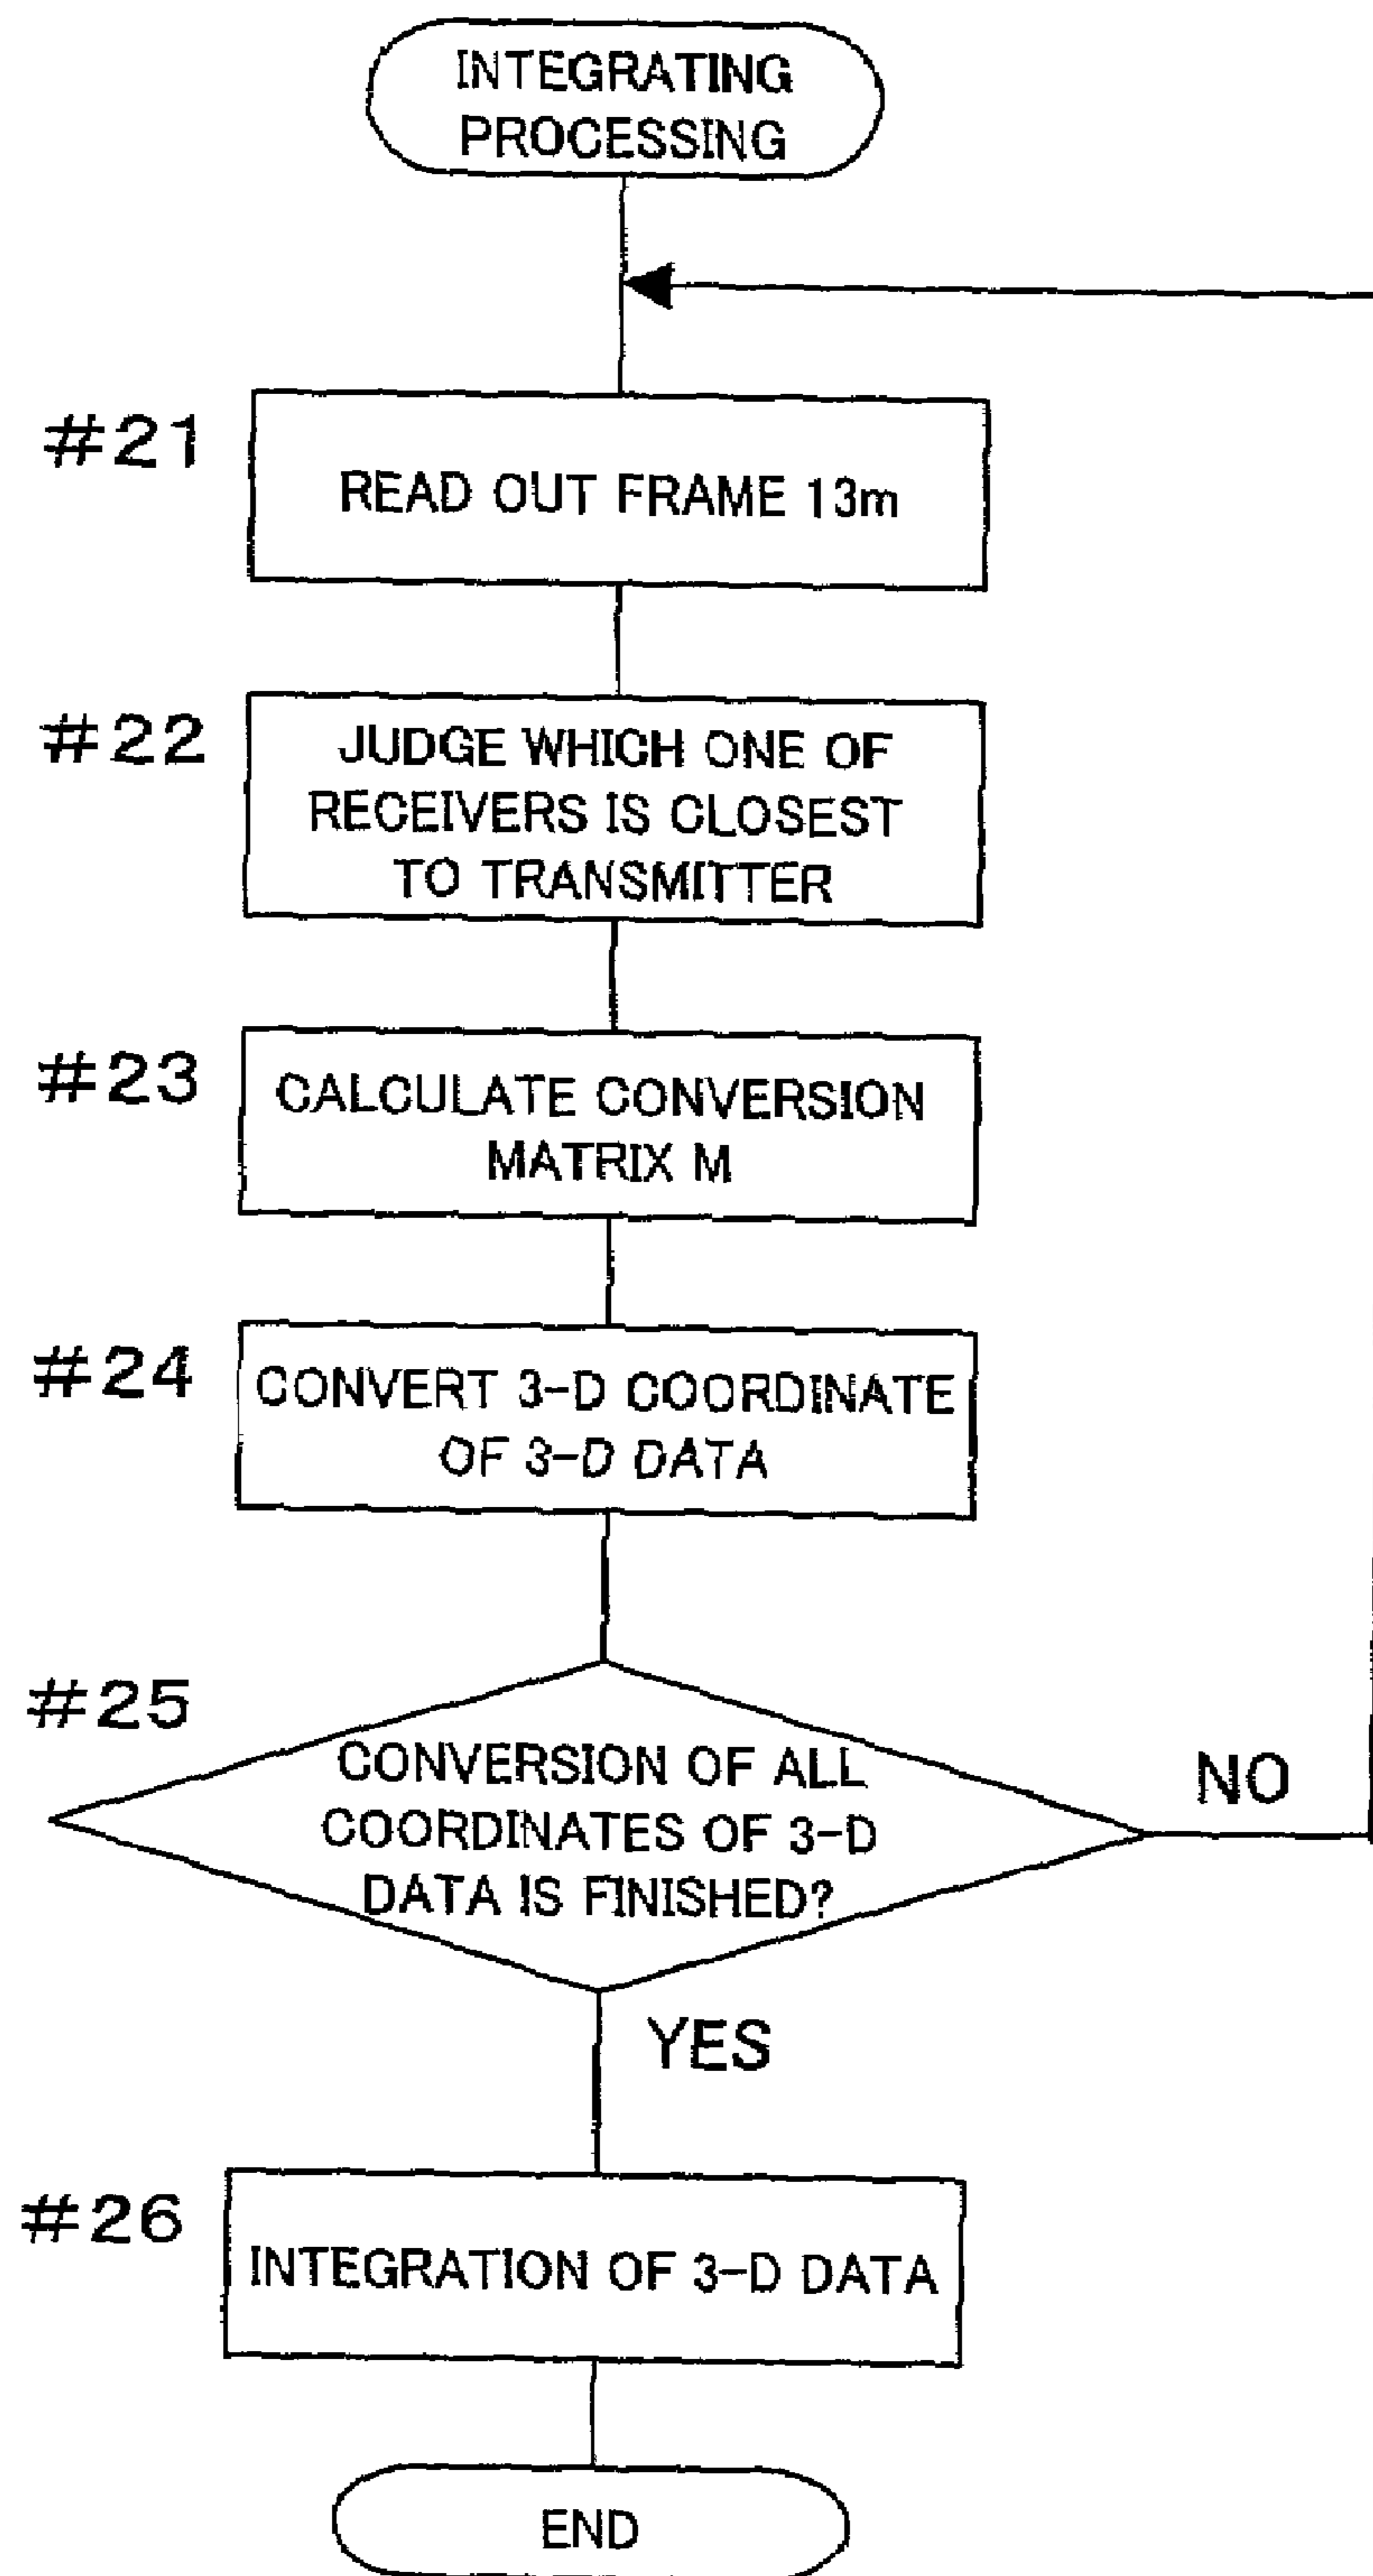 INTEGRATING
PROCESSING
#21
READ OUT FRAME 13m
#22
JUDGE WHICH ONE OF
RECEIVERS IS CLOSEST
TO TRANSMITTER
#23
CALCULATE CONVERSION
MATRIX M
#24
CONVERT 3-D COORDINATE
OF 3-D DATA
#25
CONVERSION OF ALL
COORDINATES OF 3-D
DATA IS FINISHED?
NO
YES
#26
INTEGRATION OF 3-D DATA
END